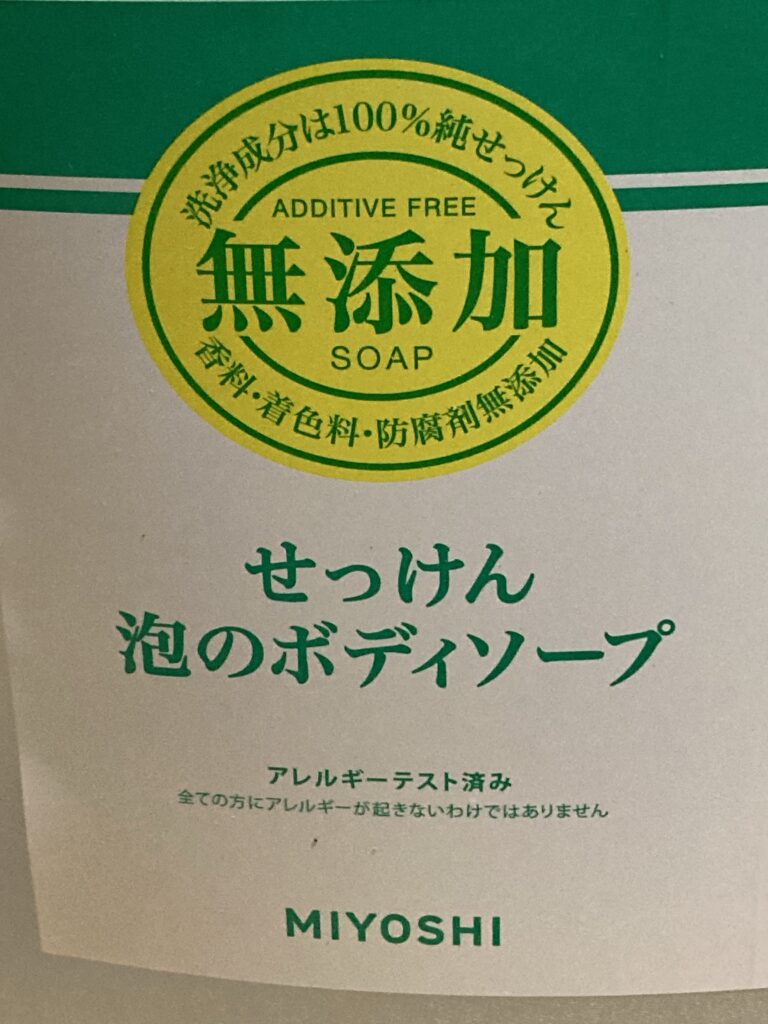 洗浄成分は100%純せっけん
ADDITIVE FREE
無添加
SOAP
香料・着色料・防腐剤無添加
せっけん
泡のボディソープ
アレルギーテスト済み
全ての方にアレルギーが起きないわけではありません
MIYOSHI